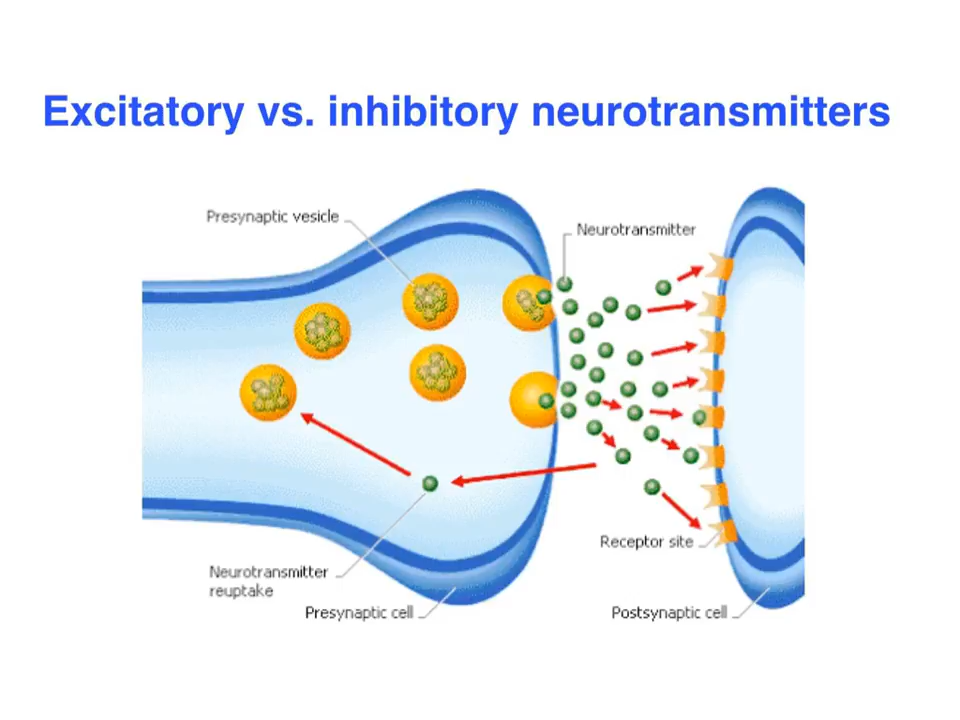 Excitatory vs. inhibitory neurotransmitters
Presynaptic vesicle
Neurotransmitter
Receptor site
Neurotransmitter
reuptake
Presynaptic cell
Postsynaptic cell